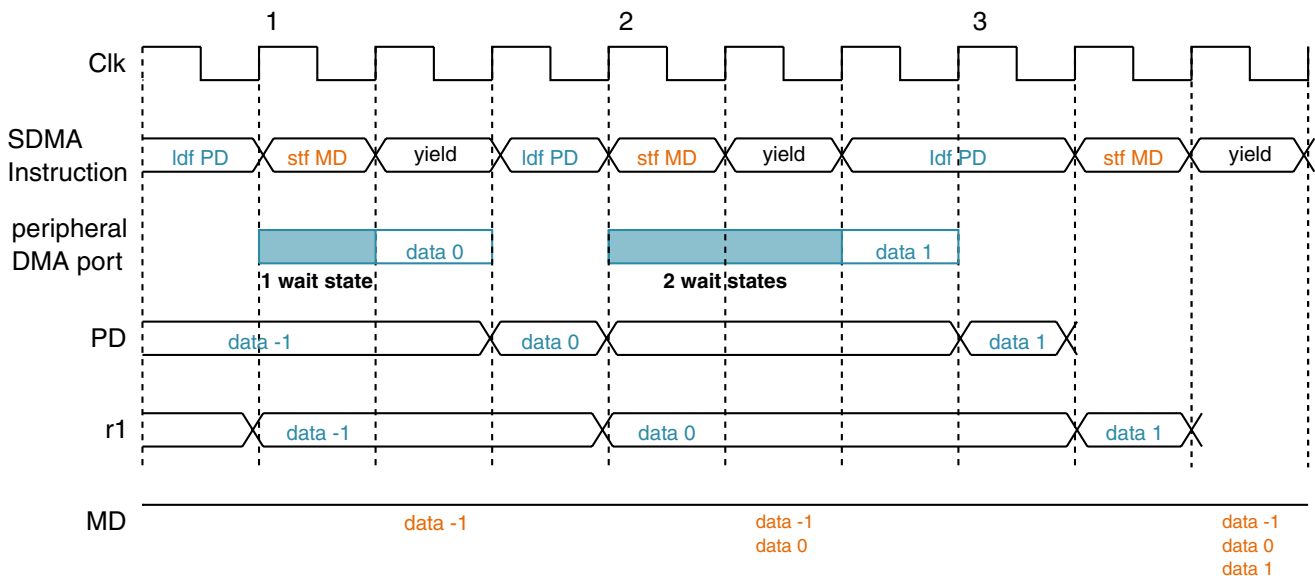 1 2 3
Clk
SDMA
Instruction
ldf PD stf MD yield ldf PD stf MD yield ldf PD stf MD yield
peripheral
DMA port
data 0 data 1
1 wait state 2 wait states
PD
data -1 data 0 data 1
r1
data -1 data 0 data 1
MD
data -1 data -1 data -1
data 0 data 0
data 1